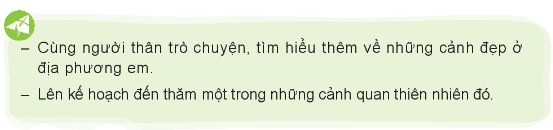 – Cùng người thân trò chuyện, tìm hiểu thêm về những cảnh đẹp ở
địa phương em.
– Lên kế hoạch đến thăm một trong những cảnh quan thiên nhiên đó.